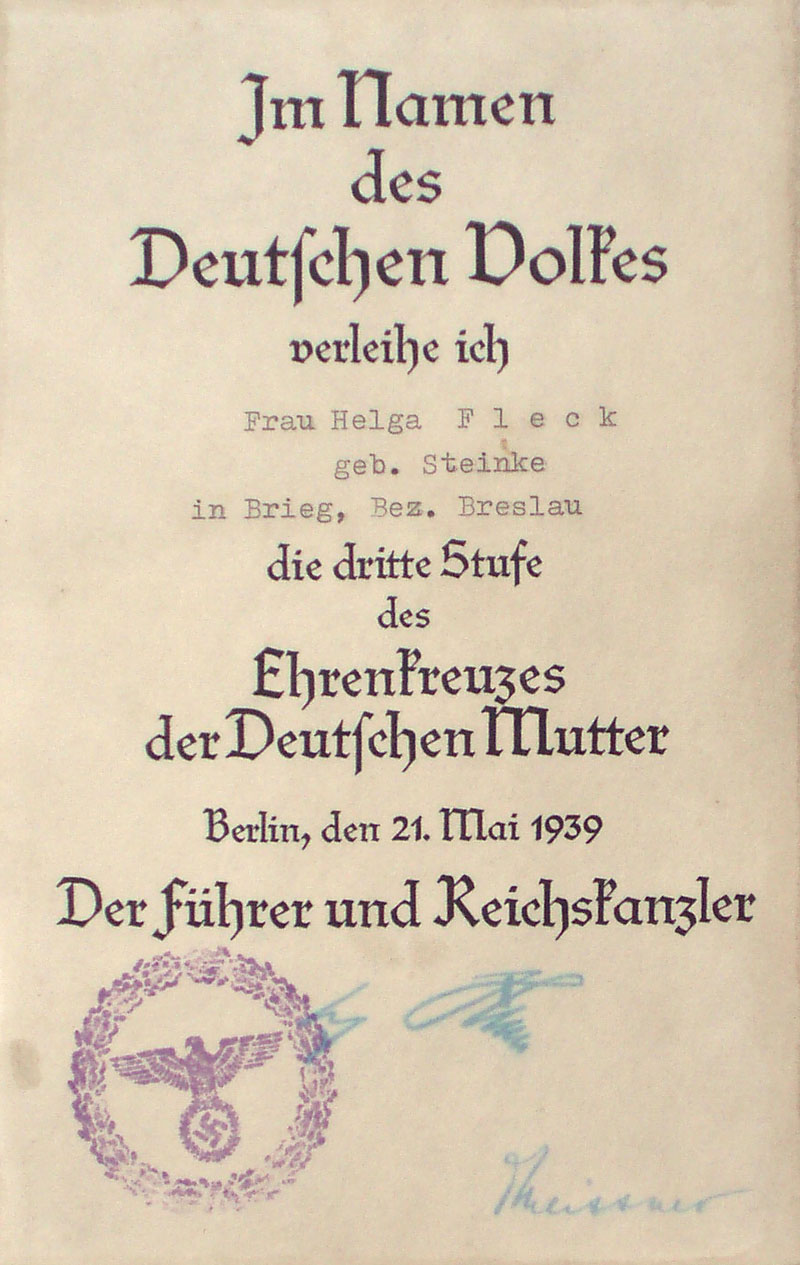 Im Namen
des
Deutſchen Volkes
verleihe ich
Frau Helga F l e c k
geb. Steinke
in Brieg, Bez. Breslau
die dritte Stufe
des
Ehrenkreuzes
der Deutſchen Mutter
Berlin, den 21. Mai 1939
Der Führer und Reichskanzler
Meissner